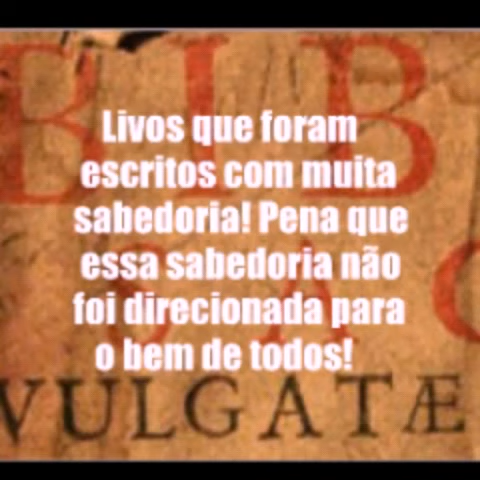 BIB
Livos que foram
escritos com muita
sabedoria! Pena que
essa sabedoria não
foi direcionada para
o bem de todos!
VULGATÆ